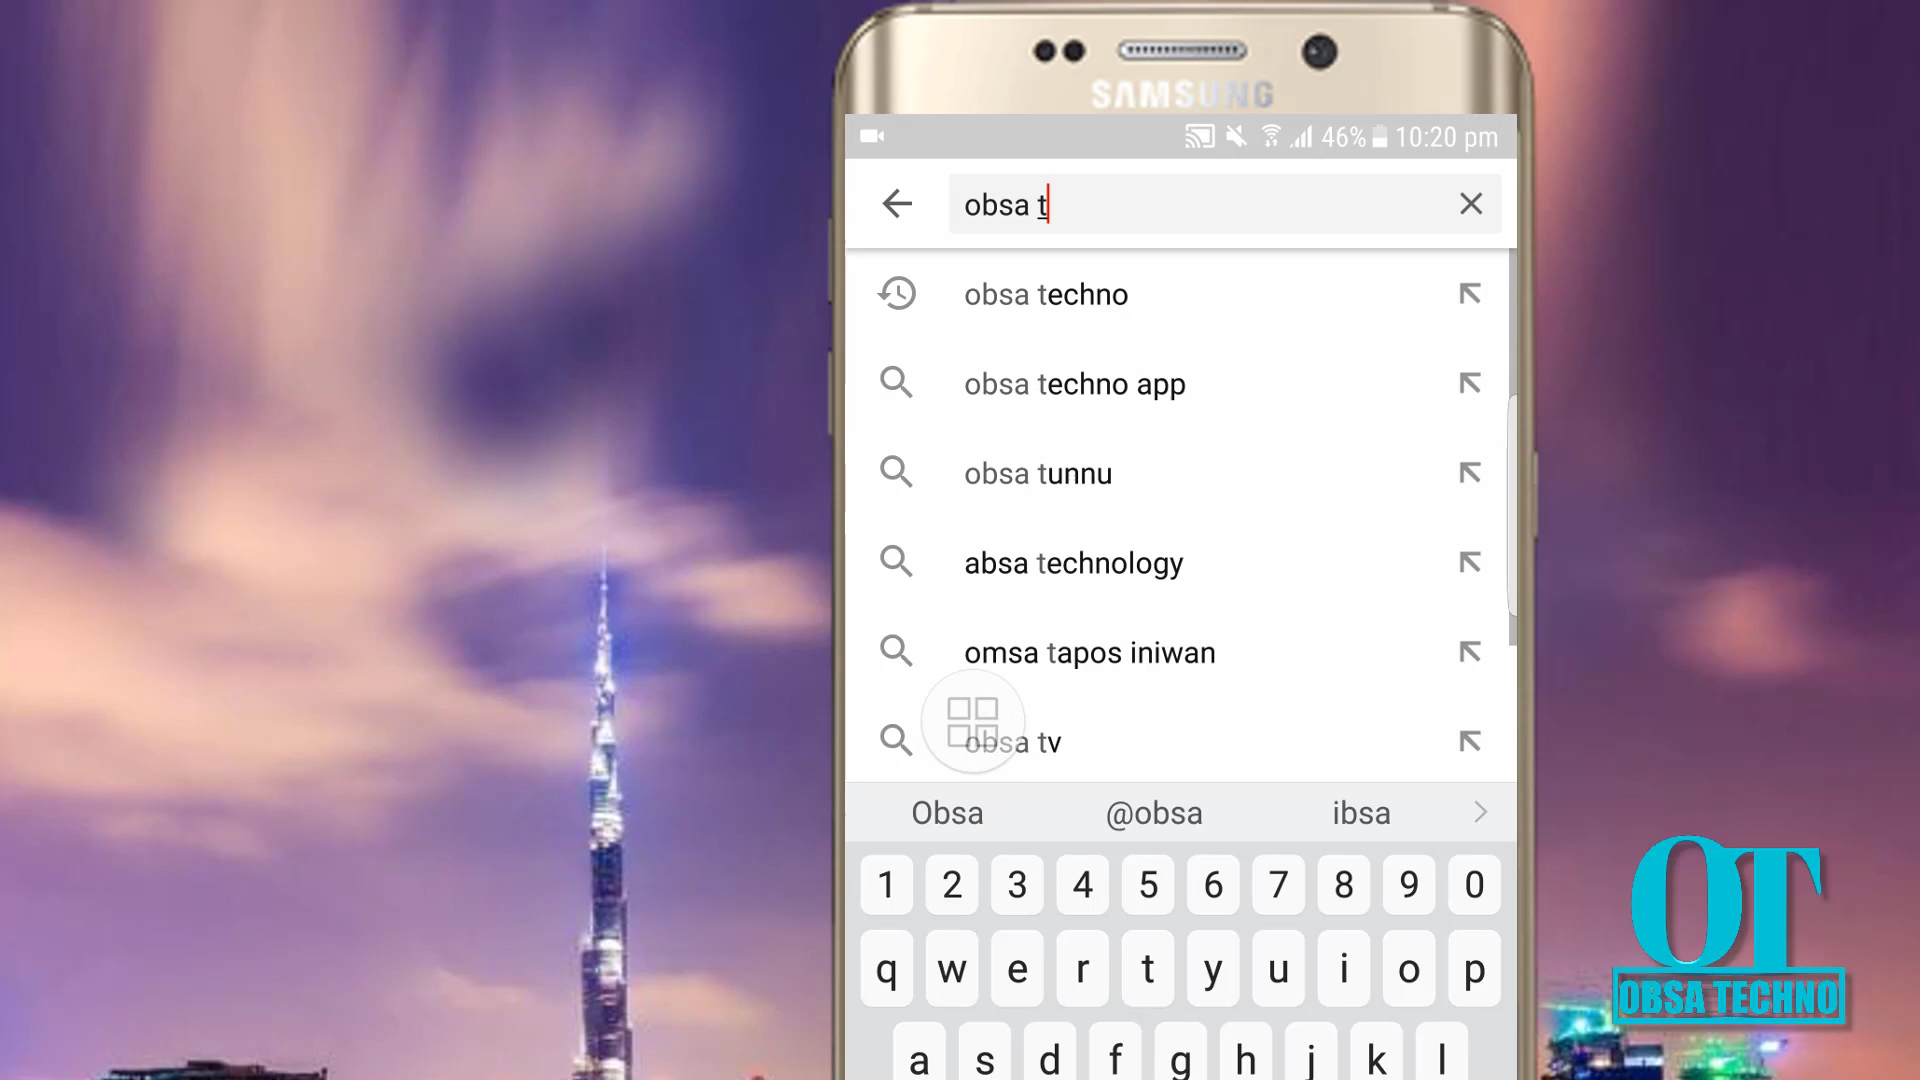 SAMSUNG
46% 10:20 pm
obsa t
obsa techno
obsa techno app
obsa tunnu
absa technology
omsa tapos iniwan
obsa tv
Obsa @obsa ibsa
1 2 3 4 5 6 7 8 9 0
q w e r t y u i o p
a s d f g h j k l
OT
OBSA TECHNO